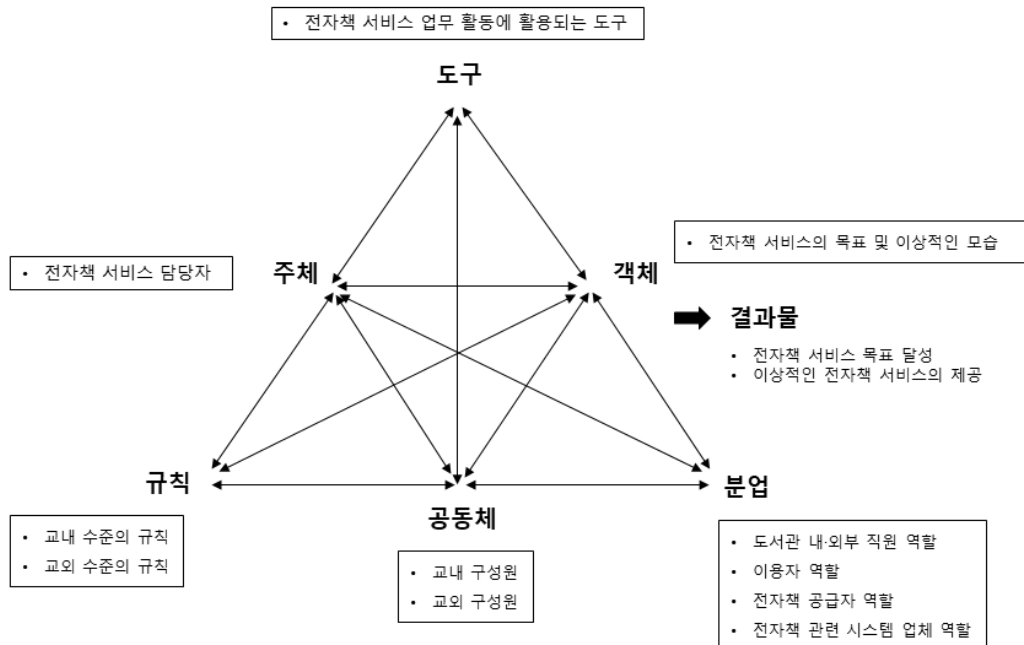 • 전자책 서비스 업무 활동에 활용되는 도구
도구
• 전자책 서비스의 목표 및 이상적인 모습
• 전자책 서비스 담당자
주체
객체
결과물
• 전자책 서비스 목표 달성
• 이상적인 전자책 서비스의 제공
규칙
공동체
분업
• 교내 수준의 규칙
• 교외 수준의 규칙
• 교내 구성원
• 교외 구성원
• 도서관 내·외부 직원 역할
• 이용자 역할
• 전자책 공급자 역할
• 전자책 관련 시스템 업체 역할